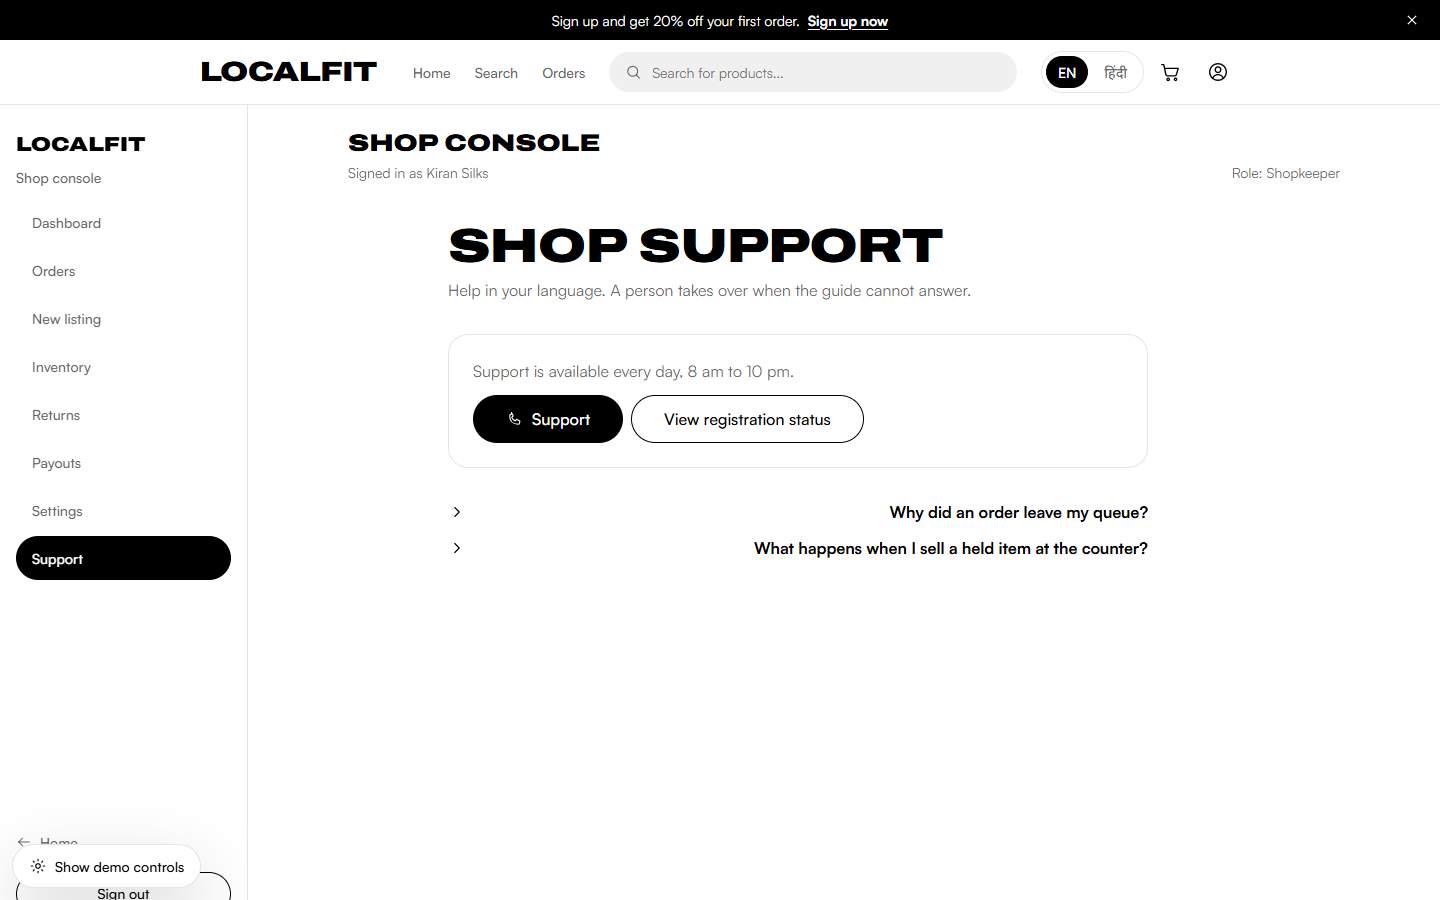 Sign up and get 20% off your first order. Sign up now
LOCALFIT
Home
Search
Orders
Search for products...
EN
हिंदी
LOCALFIT
Shop console
Dashboard
Orders
New listing
Inventory
Returns
Payouts
Settings
Support
Home
Show demo controls
Sign out
SHOP CONSOLE
Signed in as Kiran Silks
Role: Shopkeeper
SHOP SUPPORT
Help in your language. A person takes over when the guide cannot answer.
Support is available every day, 8 am to 10 pm.
Support
View registration status
Why did an order leave my queue?
What happens when I sell a held item at the counter?